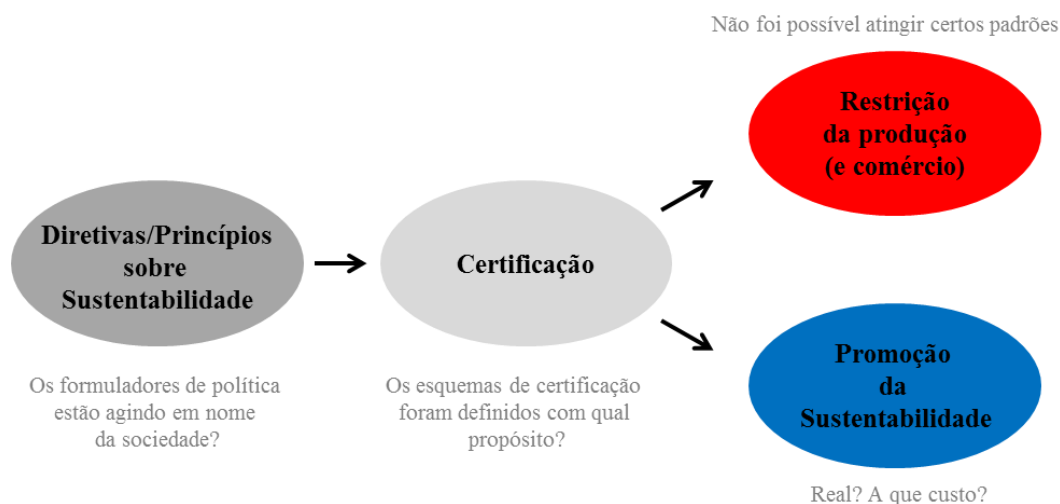 Não foi possível atingir certos padrões
Restrição
da produção
(e comércio)
Diretivas/Princípios
sobre
Sustentabilidade
Certificação
Os formuladores de política
estão agindo em nome
da sociedade?
Os esquemas de certificação
foram definidos com qual
propósito?
Promoção
da
Sustentabilidade
Real? A que custo?